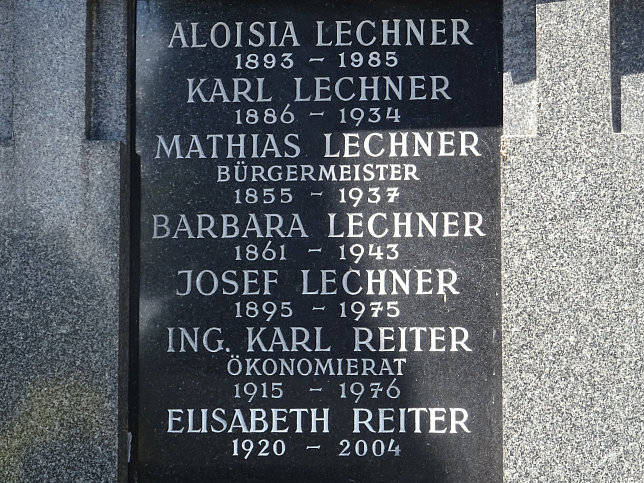 ALOISIA LECHNER
1893 – 1985
KARL LECHNER
1886 – 1934
MATHIAS LECHNER
BÜRGERMEISTER
1855 – 1937
BARBARA LECHNER
1861 – 1943
JOSEF LECHNER
1895 – 1975
ING. KARL REITER
ÖKONOMIERAT
1915 – 1976
ELISABETH REITER
1920 – 2004